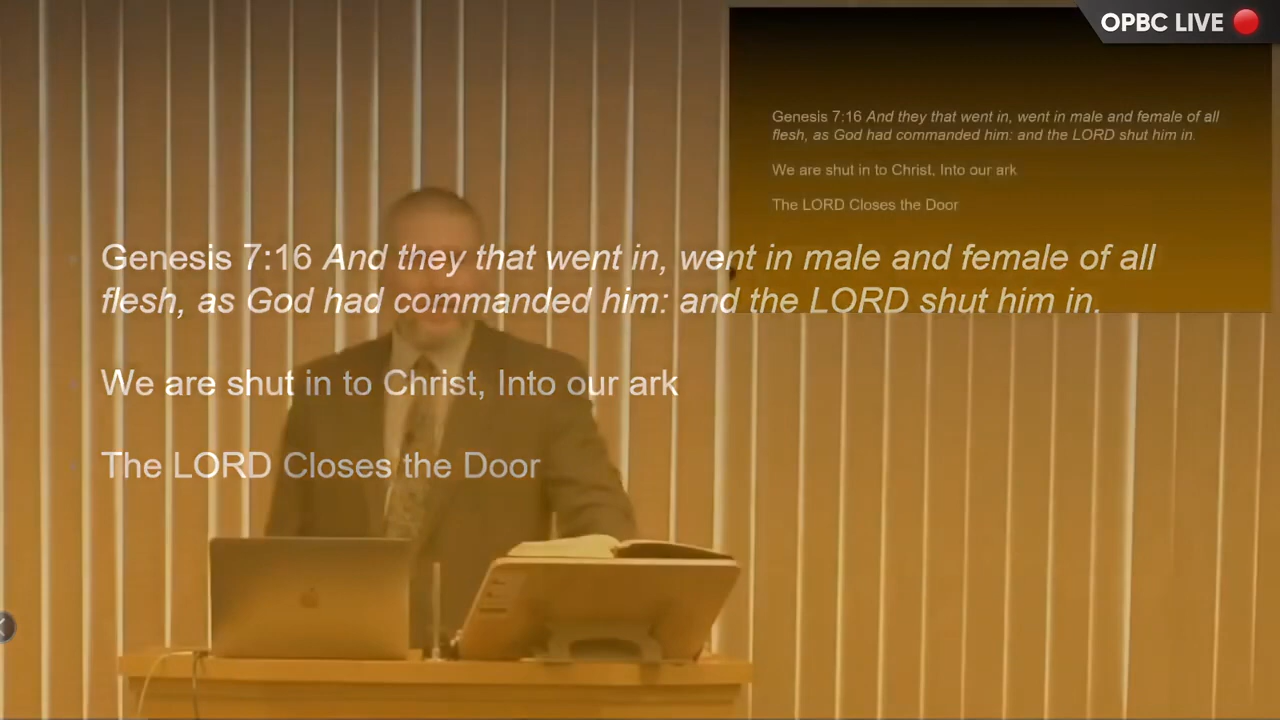 OPBC LIVE
Genesis 7:16 And they that went in, went in male and female of all
flesh, as God had commanded him: and the LORD shut him in.
We are shut in to Christ, Into our ark
The LORD Closes the Door
Genesis 7:16 And they that went in, went in male and female of all
flesh, as God had commanded him: and the LORD shut him in.
We are shut in to Christ, Into our ark
The LORD Closes the Door